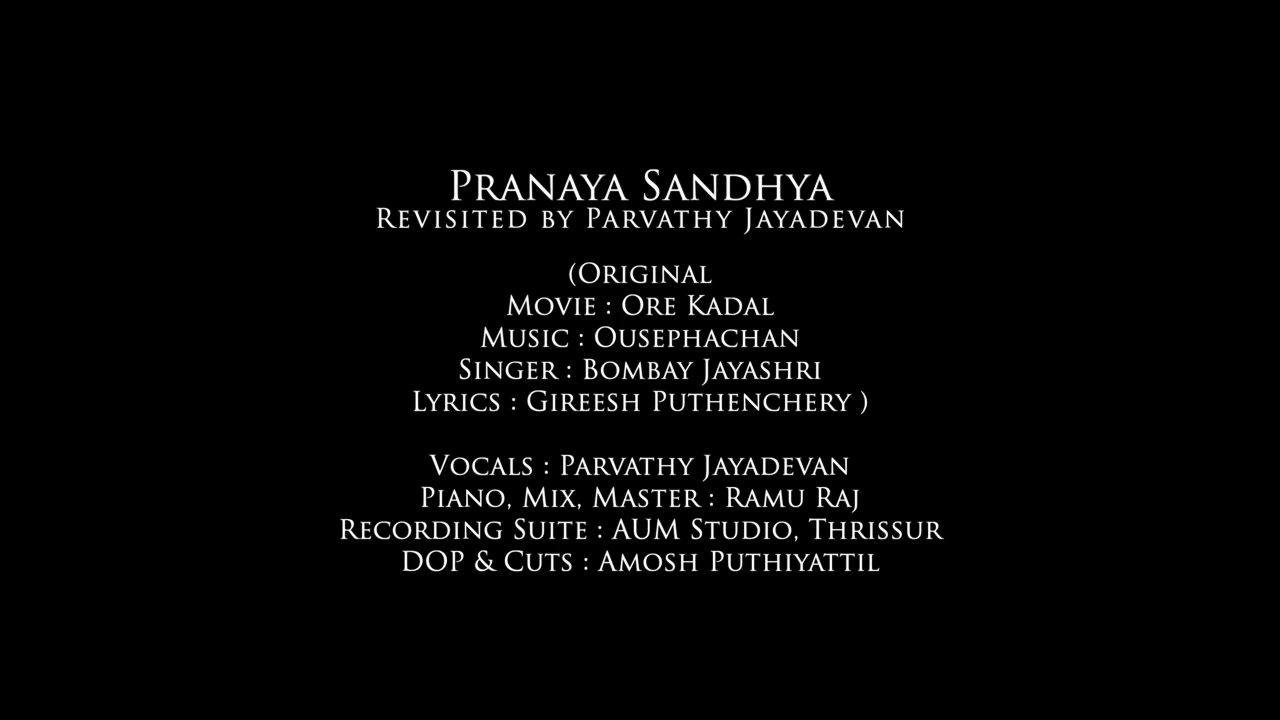 Pranaya Sandhya
Revisited by Parvathy Jayadevan
(Original
Movie : Ore Kadal
Music : Ousephachan
Singer : Bombay Jayashri
Lyrics : Gireesh Puthenchery )
Vocals : Parvathy Jayadevan
Piano, Mix, Master : Ramu Raj
Recording Suite : AUM Studio, Thrissur
DOP & Cuts : Amosh Puthiyattil